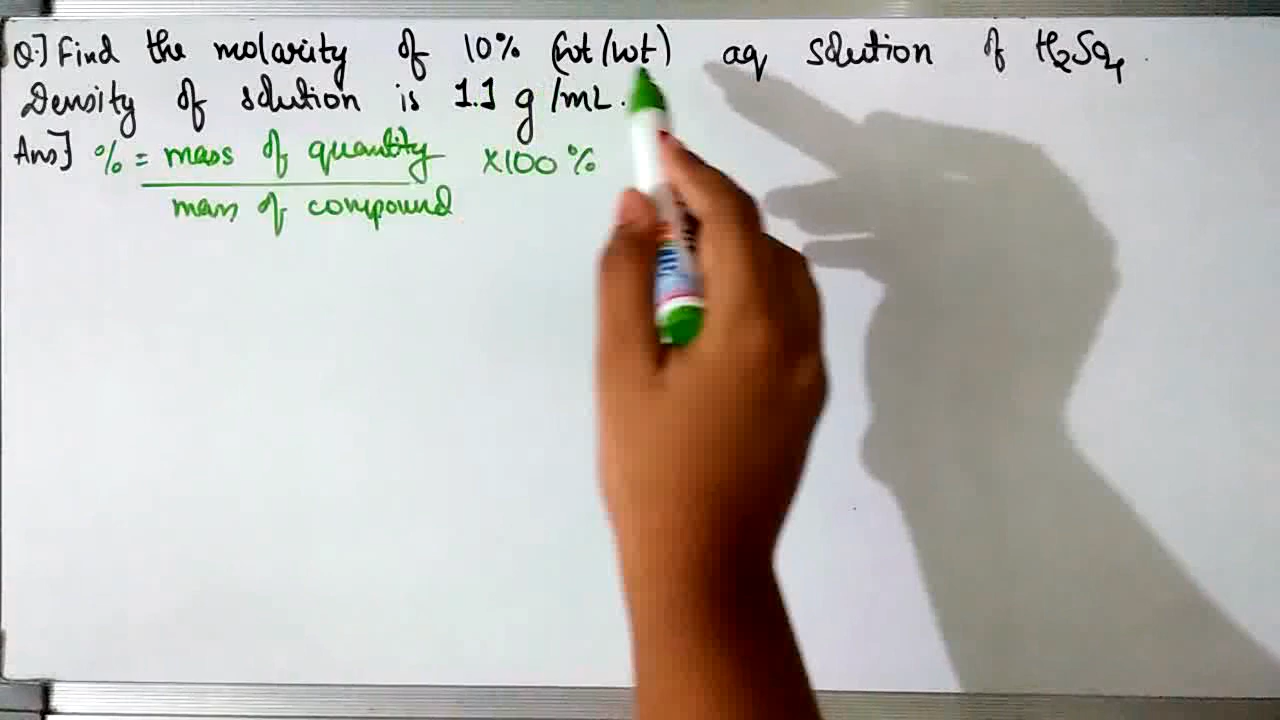 Q.] Find the molarity of 10% (wt/wt) aq solution of H₂SO₄.
Density of solution is 1.1 g/mL.
Ans] % = mass of quantity ×100%
mass of compound